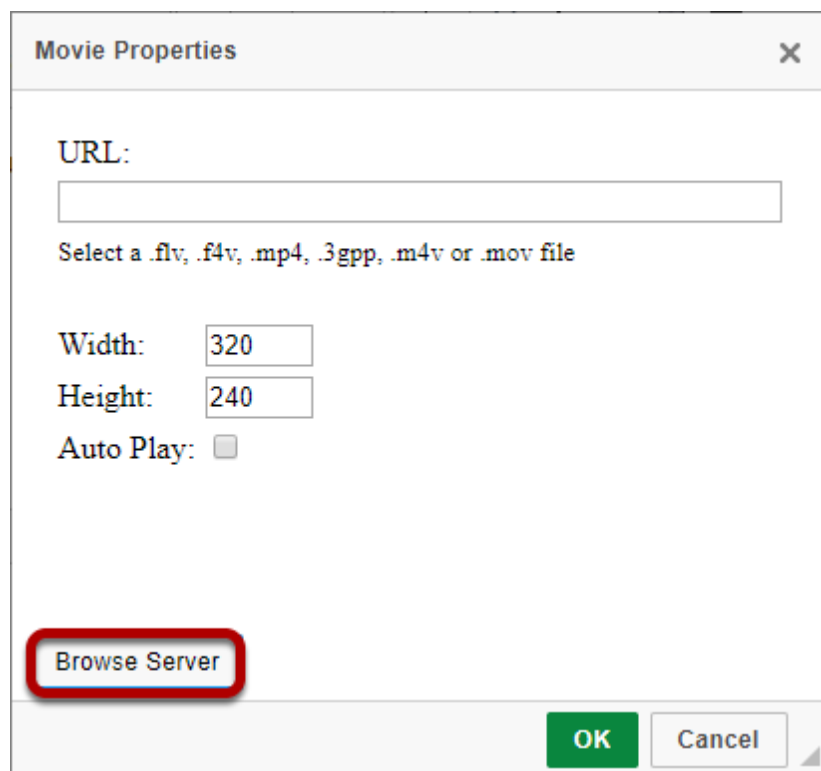 Movie Properties
URL:
Select a .flv, .f4v, .mp4, .3gpp, .m4v or .mov file
Width: 320
Height: 240
Auto Play:
Browse Server
OK Cancel